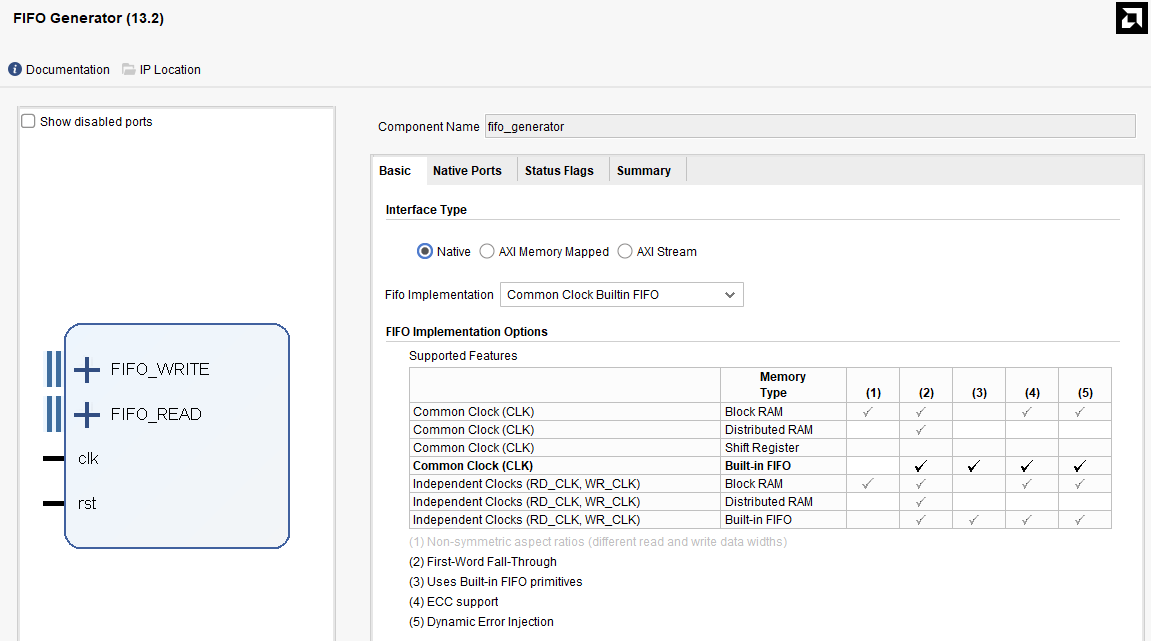 FIFO Generator (13.2)
Documentation IP Location
Show disabled ports
FIFO_WRITE
FIFO_READ
clk
rst
Component Name fifo_generator
Basic Native Ports Status Flags Summary
Interface Type
Native AXI Memory Mapped AXI Stream
Fifo Implementation Common Clock Builtin FIFO
FIFO Implementation Options
Supported Features
Memory
Type (1) (2) (3) (4) (5)
Common Clock (CLK) Block RAM ✓ ✓ ✓ ✓
Common Clock (CLK) Distributed RAM ✓
Common Clock (CLK) Shift Register
Common Clock (CLK) Built-in FIFO ✓ ✓ ✓ ✓
Independent Clocks (RD_CLK, WR_CLK) Block RAM ✓ ✓ ✓ ✓
Independent Clocks (RD_CLK, WR_CLK) Distributed RAM ✓
Independent Clocks (RD_CLK, WR_CLK) Built-in FIFO ✓ ✓ ✓ ✓
(1) Non-symmetric aspect ratios (different read and write data widths)
(2) First-Word Fall-Through
(3) Uses Built-in FIFO primitives
(4) ECC support
(5) Dynamic Error Injection